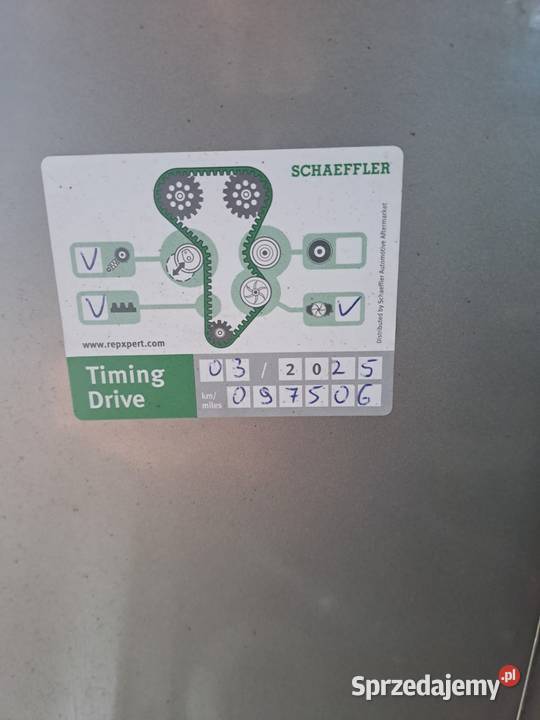 SCHAEFFLER
V
V
V
Distributed by Schaeffler Automotive Aftermarket
www.repxpert.com
Timing
Drive
03 / 2025
km/
miles
097506
Sprzedajemy.pl